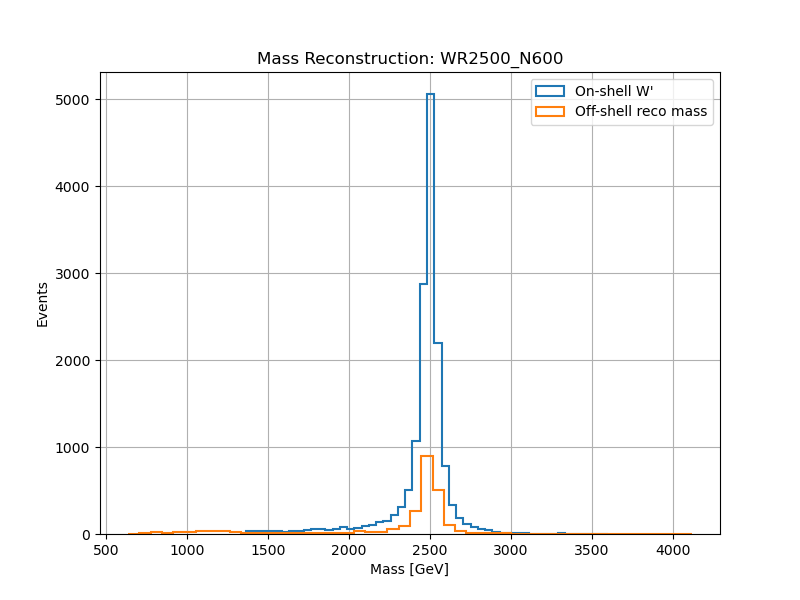 Mass Reconstruction: WR2500_N600
On-shell W'
Off-shell reco mass
Events
5000
4000
3000
2000
1000
0
500 1000 1500 2000 2500 3000 3500 4000
Mass [GeV]